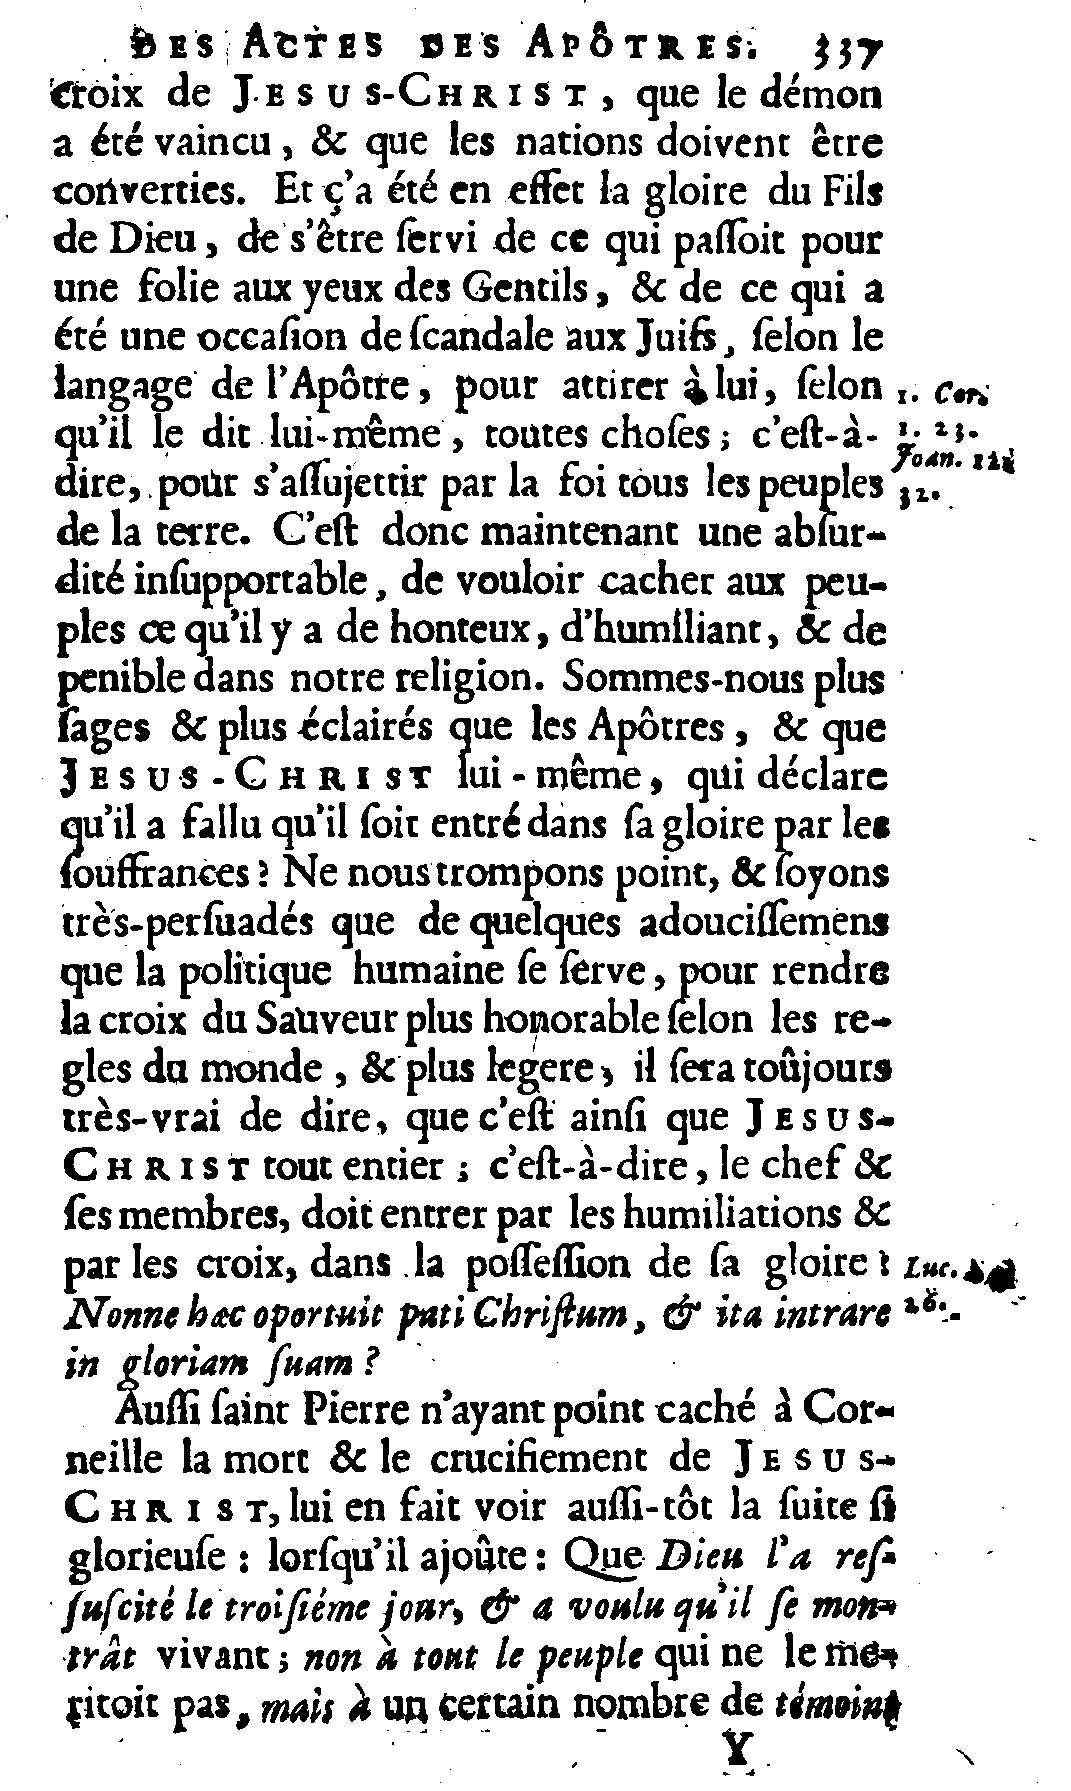 DES ACTES DES APÔTRES. 337
croix de JESUS-CHRIST, que le démon
a été vaincu, & que les nations doivent être
converties. Et ç'a été en effet la gloire du Fils
de Dieu, de s'être ſervi de ce qui paſſoit pour
une folie aux yeux des Gentils, & de ce qui a
été une occaſion de ſcandale aux Juifs, ſelon le
langage de l'Apôtre, pour attirer à lui, ſelon
1. Cor.
qu'il le dit lui-même, toutes choſes; c'eſt-à-
1. 23.
Joan. 12.
dire, pour s'aſſujettir par la foi tous les peuples
32.
de la terre. C'eſt donc maintenant une abſur-
dité inſupportable, de vouloir cacher aux peu-
ples ce qu'il y a de honteux, d'humiliant, & de
penible dans notre religion. Sommes-nous plus
ſages & plus éclairés que les Apôtres, & que
JESUS-CHRIST lui-même, qui déclare
qu'il a fallu qu'il ſoit entré dans ſa gloire par les
ſouffrances? Ne nous trompons point, & ſoyons
très-perſuadés que de quelques adouciſſemens
que la politique humaine ſe ſerve, pour rendre
la croix du Sauveur plus honorable ſelon les re-
gles du monde, & plus legere, il ſera toûjours
très-vrai de dire, que c'eſt ainſi que JESUS-
CHRIST tout entier; c'eſt-à-dire, le chef &
ſes membres, doit entrer par les humiliations &
par les croix, dans la poſſeſſion de ſa gloire:
Luc.
Nonne hæc oportuit pati Chriſtum, & ita intrare
26.
in gloriam ſuam?
Auſſi ſaint Pierre n'ayant point caché à Cor-
neille la mort & le crucifiement de JESUS-
CHRIST, lui en fait voir auſſi-tôt la ſuite ſi
glorieuſe: lorſqu'il ajoûte: Que Dieu l'a reſ-
ſuſcité le troiſiéme jour, & a voulu qu'il ſe mon-
trât vivant; non à tout le peuple qui ne le me-
ritoit pas, mais à un certain nombre de témoins
Y